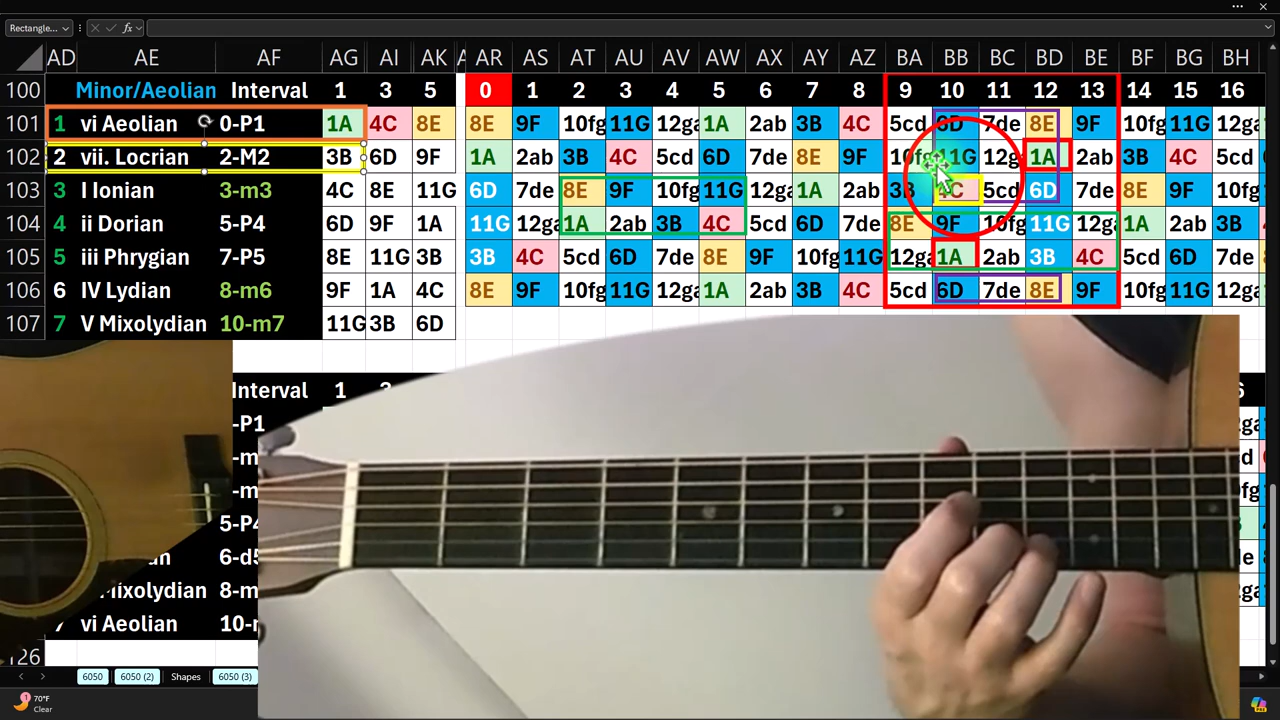 Rectangle...
fx
AD AE AF AG AI AK AR AS AT AU AV AW AX AY AZ BA BB BC BD BE BF BG BH
100 Minor/Aeolian Interval 1 3 5 0 1 2 3 4 5 6 7 8 9 10 11 12 13 14 15 16
101 1 vi Aeolian 0-P1 1A 4C 8E 8E 9F 10fg 11G 12ga 1A 2ab 3B 4C 5cd 6D 7de 8E 9F 10fg 11G 12ga
102 2 vii. Locrian 2-M2 3B 6D 9F 1A 2ab 3B 4C 5cd 6D 7de 8E 9F 10fg 11G 12g 1A 2ab 3B 4C 5cd
103 3 I Ionian 3-m3 4C 8E 11G 6D 7de 8E 9F 10fg 11G 12ga 1A 2ab 3B 4C 5cd 6D 7de 8E 9F 10fg
104 4 ii Dorian 5-P4 6D 9F 1A 11G 12ga 1A 2ab 3B 4C 5cd 6D 7de 8E 9F 10fg 11G 12ga 1A 2ab 3B
105 5 iii Phrygian 7-P5 8E 11G 3B 3B 4C 5cd 6D 7de 8E 9F 10fg 11G 12ga 1A 2ab 3B 4C 5cd 6D 7de
106 6 IV Lydian 8-m6 9F 1A 4C 8E 9F 10fg 11G 12ga 1A 2ab 3B 4C 5cd 6D 7de 8E 9F 10fg 11G 12ga
107 7 V Mixolydian 10-m7 11G 3B 6D
Interval 1
-P1
5-P4
6-d5
Mixolydian 8-m
vi Aeolian 10-
126
6050 6050 (2) Shapes 6050 (3)
1
70°F
Clear